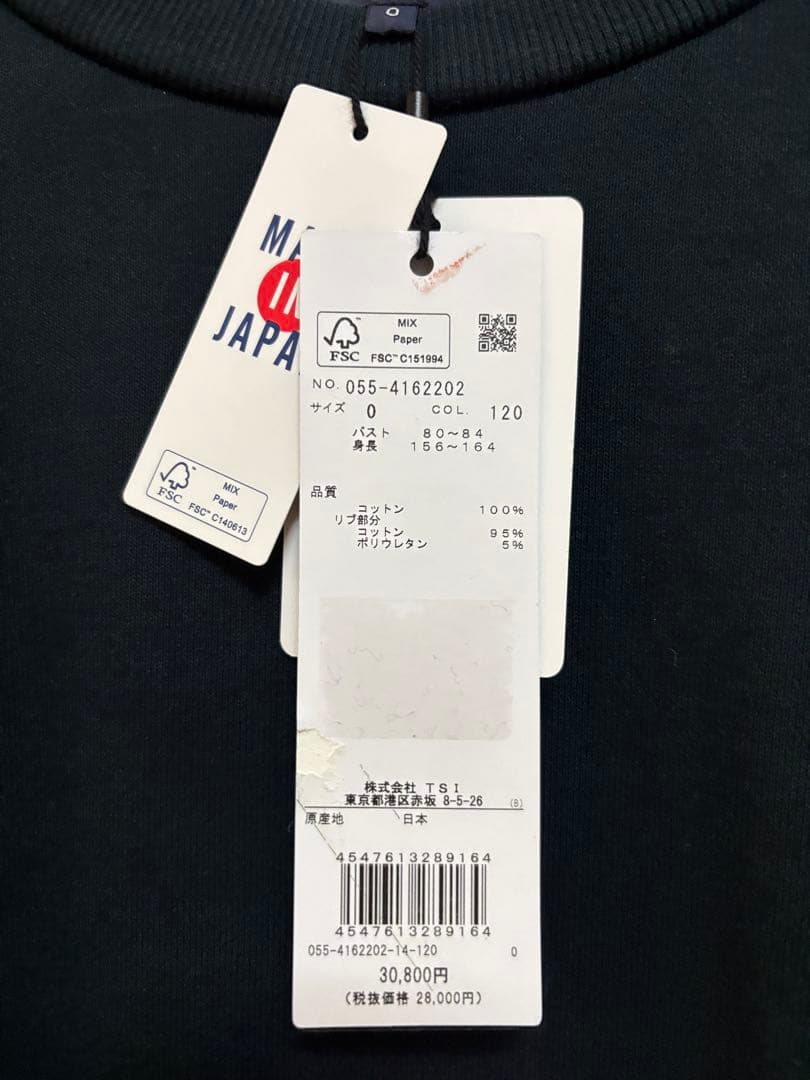 0
MA
IN
JAPA
FSC™
MIX
Paper
FSC™ C140613
FSC™
MIX
Paper
FSC™ C151994
NO. 055-4162202
サイズ 0 COL. 120
バスト 80～84
身長 156～164
品質
コットン 100%
リブ部分
コットン 95%
ポリウレタン 5%
株式会社 TSI
東京都港区赤坂 8-5-26 (B)
原産地 日本
4547613289164
4547613289164
055-4162202-14-120 0
30,800円
(税抜価格 28,000円)